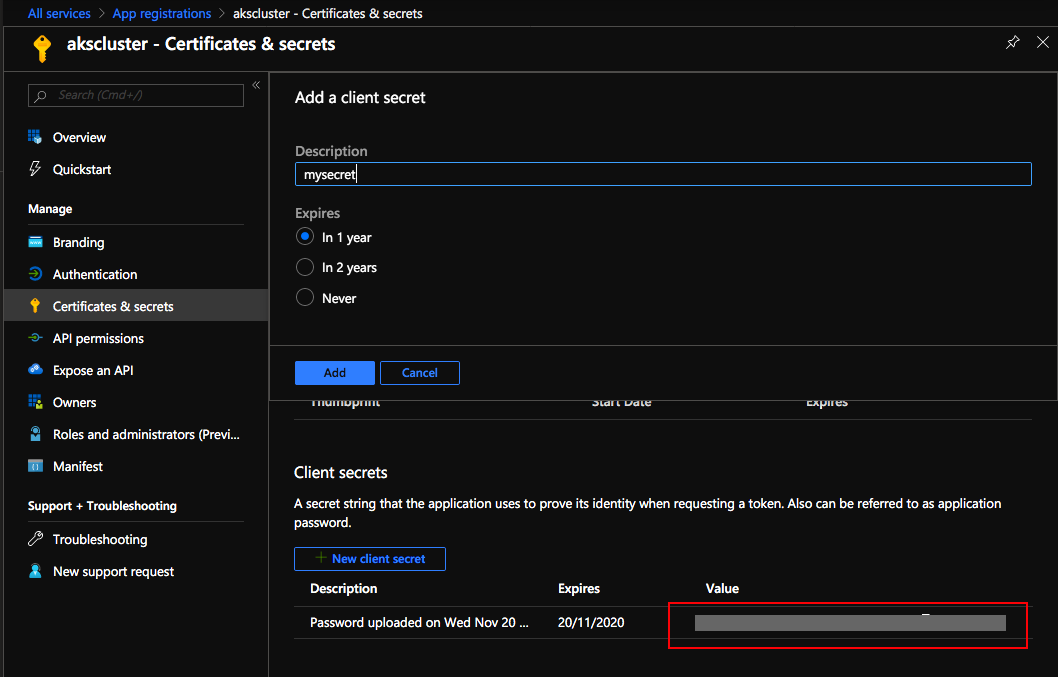 All services > App registrations > akscluster - Certificates & secrets
akscluster - Certificates & secrets
Search (Cmd+/)
«
Overview
Quickstart
Manage
Branding
Authentication
Certificates & secrets
API permissions
Expose an API
Owners
Roles and administrators (Previ...
Manifest
Support + Troubleshooting
Troubleshooting
New support request
Add a client secret
Description
mysecret
Expires
In 1 year
In 2 years
Never
Add Cancel
Thumbprint Start Date Expires
Client secrets
A secret string that the application uses to prove its identity when requesting a token. Also can be referred to as application
password.
+ New client secret
Description Expires Value
Password uploaded on Wed Nov 20 ... 20/11/2020